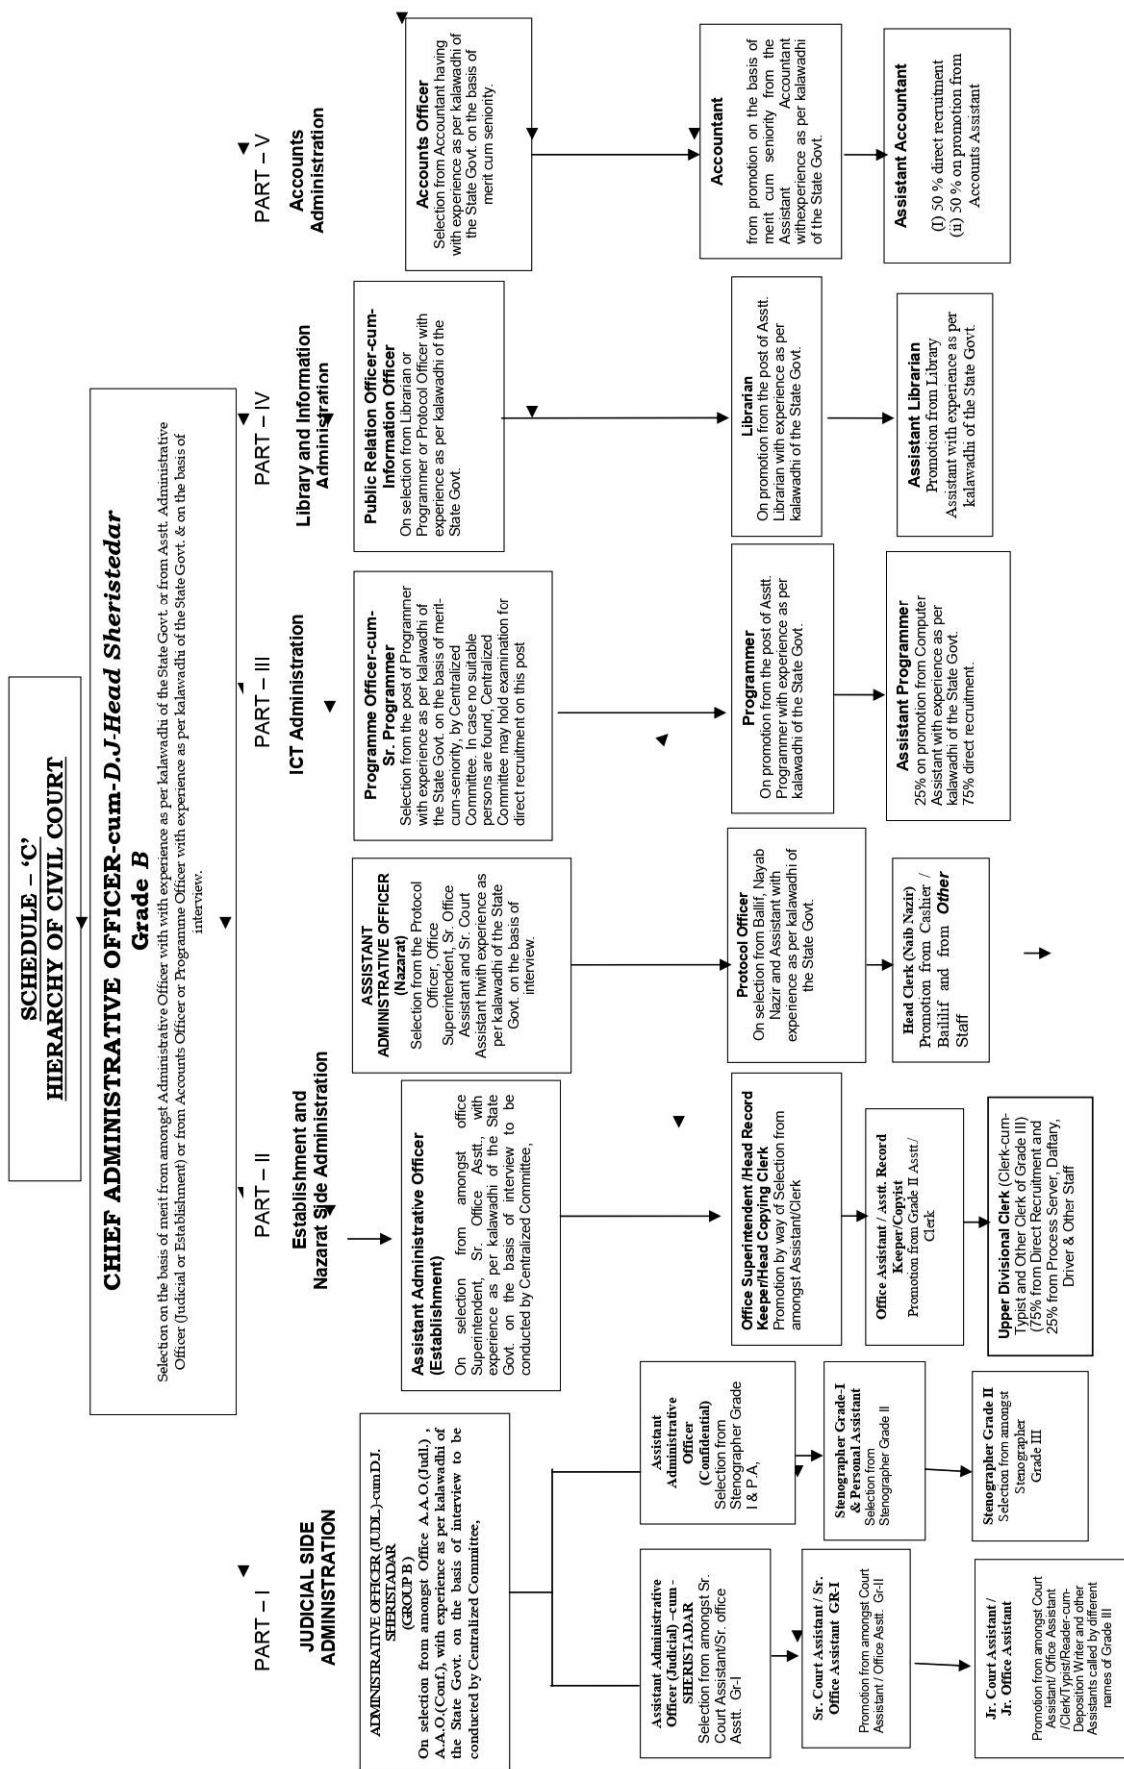 SCHEDULE – ‘C’
HIERARCHY OF CIVIL COURT
CHIEF ADMINISTRATIVE OFFICER-cum-D.J-Head Sheristedar
Grade B
Selection on the basis of merit from amongst Administrative Officer with with experience as per kalawadhi of the State Govt. or from Asstt. Administrative
Officer (Judicial or Establishment) or from Accounts Officer or Programme Officer with experience as per kalawadhi of the State Govt. & on the basis of
interview.
PART – I
JUDICIAL SIDE
ADMINISTRATION
ADMINISTRATIVE OFFICER (JUDL.)-cum D.J.
SHERISTADAR
(GROUP B )
On selection from amongst Office A.A.O.(Judl.) ,
A.A.O.(Conf.), with experience as per kalawadhi of
the State Govt. on the basis of interview to be
conducted by Centralized Committee,
Assistant Administrative
Officer (Judicial) –cum -
SHERISTADAR
Selection from amongst Sr.
Court Assistant/Sr. office
Asstt. Gr-I
Sr. Court Assistant / Sr.
Office Assistant GR-I
Promotion from amongst Court
Assistant / Office Asstt. Gr-II
Jr. Court Assistant /
Jr. Office Assistant
Promotion from amongst Court
Assistant/ Office Assistant
/Clerk/Typist/Reader-cum-
Deposition Writer and other
Assistants called by different
names of Grade III
Assistant
Administrative
Officer
(Confidential)
Selection from
Stenographer Grade
I & P.A,
Stenographer Grade-I
& Personal Assistant
Selection from
Stenographer Grade II
Stenographer Grade II
Selection from amongst
Stenographer
Grade III
PART – II
Establishment and
Nazarat Side Administration
Assistant Administrative Officer
(Establishment)
On selection from amongst office
Superintendent, Sr. Office Asstt., with
experience as per kalawadhi of the State
Govt. on the basis of interview to be
conducted by Centralized Committee,
Office Superintendent /Head Record
Keeper/Head Copying Clerk
Promotion by way of Selection from
amongst Assistant/Clerk
Office Assistant / Asstt. Record
Keeper/Copyist
Promotion from Grade II Asstt./
Clerk
Upper Divisional Clerk (Clerk-cum-
Typist and Other Clerk of Grade III)
(75% from Direct Recruitment and
25% from Process Server, Daftary,
Driver & Other Staff
ASSISTANT
ADMINISTRATIVE OFFICER
(Nazarat)
Selection from the Protocol
Officer, Office
Superintendent, Sr. Office
Assistant and Sr. Court
Assistant hwith experience as
per kalawadhi of the State
Govt. on the basis of
interview.
Protocol Officer
On selection from Ballif, Nayab
Nazir and Assistant with
experience as per kalawadhi of
the State Govt.
Head Clerk (Naib Nazir)
Promotion from Cashier /
Bailiif and from Other
Staff
PART – III
ICT Administration
Programme Officer-cum-
Sr. Programmer
Selection from the post of Programmer
with experience as per kalawadhi of
the State Govt. on the basis of merit-
cum-seniority, by Centralized
Committee. In case no suitable
persons are found, Centralized
Committee may hold examination for
direct recruitment on this post
Programmer
On promotion from the post of Asstt.
Programmer with experience as per
kalawadhi of the State Govt.
Assistant Programmer
25% on promotion from Computer
Assistant with experience as per
kalawadhi of the State Govt.
75% direct recruitment.
PART –IV
Library and Information
Administration
Public Relation Officer-cum-
Information Officer
On selection from Librarian or
Programmer or Protocol Officer with
experience as per kalawadhi of the
State Govt.
Librarian
On promotion from the post of Asstt.
Librarian with experience as per
kalawadhi of the State Govt.
Assistant Librarian
Promotion from Library
Assistant with experience as per
kalawadhi of the State Govt.
PART – V
Accounts
Administration
Accounts Officer
Selection from Accountant having
with experience as per kalawadhi of
the State Govt. on the basis of
merit cum seniority.
Accountant
from promotion on the basis of
merit cum seniority from the
Assistant Accountant
withexperience as per kalawadhi
of the State Govt.
Assistant Accountant
(I) 50 % direct recruitment
(ii) 50 % on promotion from
Accounts Assistant